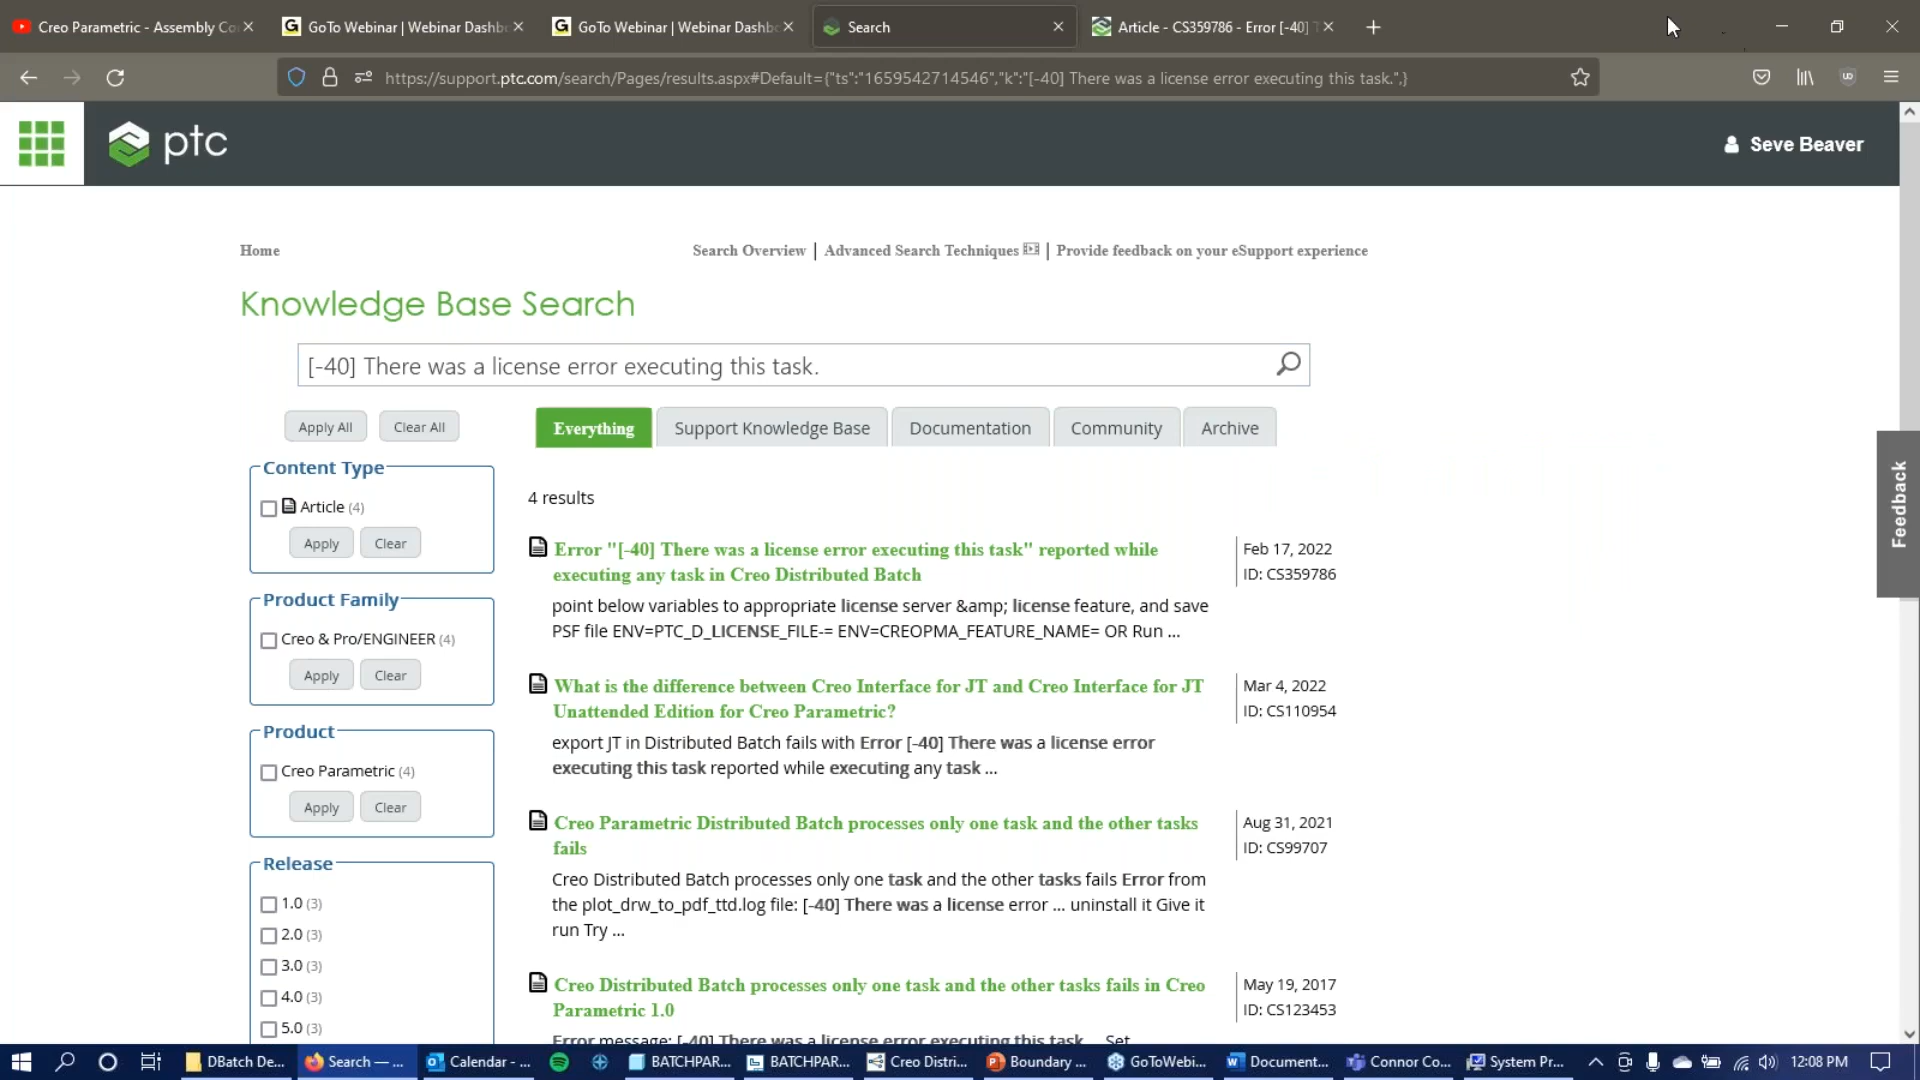 Creo Parametric - Assembly Co
GoTo Webinar | Webinar Dashbo
GoTo Webinar | Webinar Dashbo
Search
Article - CS359786 - Error [-40] T
https://support.ptc.com/search/Pages/results.aspx#Default={"ts":"1659542714546","k":"[-40] There was a license error executing this task.",}
ptc
Seve Beaver
Home
Search Overview | Advanced Search Techniques | Provide feedback on your eSupport experience
Knowledge Base Search
[-40] There was a license error executing this task.
Apply All
Clear All
Everything
Support Knowledge Base
Documentation
Community
Archive
Content Type
Article (4)
Apply
Clear
Product Family
Creo & Pro/ENGINEER (4)
Apply
Clear
Product
Creo Parametric (4)
Apply
Clear
Release
1.0 (3)
2.0 (3)
3.0 (3)
4.0 (3)
5.0 (3)
4 results
Error "[-40] There was a license error executing this task" reported while
executing any task in Creo Distributed Batch
Feb 17, 2022
ID: CS359786
point below variables to appropriate license server &amp; license feature, and save
PSF file ENV=PTC_D_LICENSE_FILE-= ENV=CREOPMA_FEATURE_NAME= OR Run ...
What is the difference between Creo Interface for JT and Creo Interface for JT
Unattended Edition for Creo Parametric?
Mar 4, 2022
ID: CS110954
export JT in Distributed Batch fails with Error [-40] There was a license error
executing this task reported while executing any task ...
Creo Parametric Distributed Batch processes only one task and the other tasks
fails
Aug 31, 2021
ID: CS99707
Creo Distributed Batch processes only one task and the other tasks fails Error from
the plot_drw_to_pdf_ttd.log file: [-40] There was a license error ... uninstall it Give it
run Try ...
Creo Distributed Batch processes only one task and the other tasks fails in Creo
Parametric 1.0
May 19, 2017
ID: CS123453
Error message: [-40] There was a license error executing this task ... Set
Feedback
DBatch De...
Search — ...
Calendar - ...
BATCHPAR...
BATCHPAR...
Creo Distri...
Boundary ...
GoToWebi...
Document...
Connor Co...
System Pr...
12:08 PM